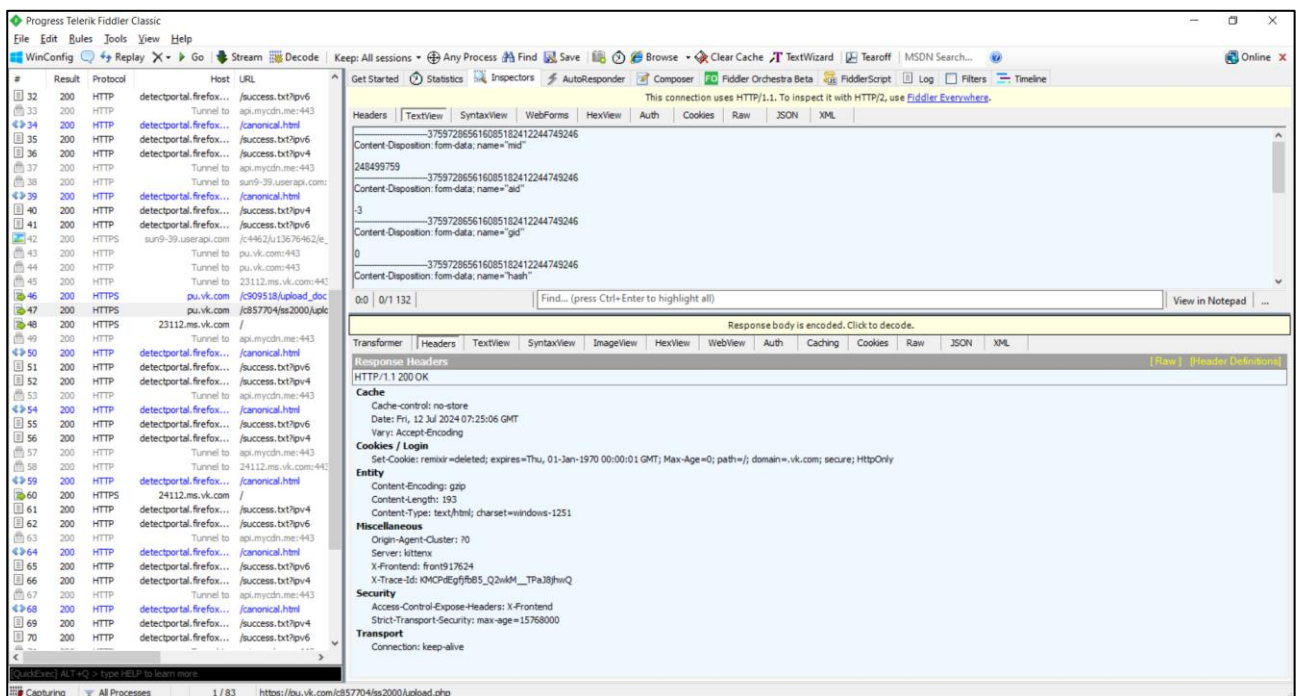 Progress Telerik Fiddler Classic
File Edit Rules Tools View Help
WinConfig Replay Go Stream Decode Keep: All sessions Any Process Find Save Browse Clear Cache TextWizard Tearoff MSDN Search... Online
# Result Protocol Host URL
32 200 HTTP detectportal.firefox... /success.txt?ipv6
33 200 HTTP Tunnel to api.mycdn.me:443
34 200 HTTP detectportal.firefox... /canonical.html
35 200 HTTP detectportal.firefox... /success.txt?ipv6
36 200 HTTP detectportal.firefox... /success.txt?ipv4
37 200 HTTP Tunnel to api.mycdn.me:443
38 200 HTTP Tunnel to sun9-39.userapi.com:
39 200 HTTP detectportal.firefox... /canonical.html
40 200 HTTP detectportal.firefox... /success.txt?ipv4
41 200 HTTP detectportal.firefox... /success.txt?ipv6
42 200 HTTPS sun9-39.userapi.com /c4462/u13676462/e_
43 200 HTTP Tunnel to pu.vk.com:443
44 200 HTTP Tunnel to pu.vk.com:443
45 200 HTTP Tunnel to 23112.ms.vk.com:443
46 200 HTTPS pu.vk.com /c909518/upload_doc
47 200 HTTPS pu.vk.com /c857704/ss2000/uplo
48 200 HTTPS 23112.ms.vk.com /
49 200 HTTP Tunnel to api.mycdn.me:443
50 200 HTTP detectportal.firefox... /canonical.html
51 200 HTTP detectportal.firefox... /success.txt?ipv6
52 200 HTTP detectportal.firefox... /success.txt?ipv4
53 200 HTTP Tunnel to api.mycdn.me:443
54 200 HTTP detectportal.firefox... /canonical.html
55 200 HTTP detectportal.firefox... /success.txt?ipv6
56 200 HTTP detectportal.firefox... /success.txt?ipv4
57 200 HTTP Tunnel to api.mycdn.me:443
58 200 HTTP Tunnel to 24112.ms.vk.com:443
59 200 HTTP detectportal.firefox... /canonical.html
60 200 HTTPS 24112.ms.vk.com /
61 200 HTTP detectportal.firefox... /success.txt?ipv4
62 200 HTTP detectportal.firefox... /success.txt?ipv6
63 200 HTTP Tunnel to api.mycdn.me:443
64 200 HTTP detectportal.firefox... /canonical.html
65 200 HTTP detectportal.firefox... /success.txt?ipv6
66 200 HTTP detectportal.firefox... /success.txt?ipv4
67 200 HTTP Tunnel to api.mycdn.me:443
68 200 HTTP detectportal.firefox... /canonical.html
69 200 HTTP detectportal.firefox... /success.txt?ipv4
70 200 HTTP detectportal.firefox... /success.txt?ipv6
[QuickExec] ALT+Q > type HELP to learn more
Get Started Statistics Inspectors AutoResponder Composer FO Fiddler Orchestra Beta FiddlerScript Log Filters Timeline
This connection uses HTTP/1.1. To inspect it with HTTP/2, use Fiddler Everywhere.
Headers TextView SyntaxView WebForms HexView Auth Cookies Raw JSON XML
-----------------------------375972865616085182412244749246
Content-Disposition: form-data; name="mid"
248499759
-----------------------------375972865616085182412244749246
Content-Disposition: form-data; name="aid"
-3
-----------------------------375972865616085182412244749246
Content-Disposition: form-data; name="gid"
0
-----------------------------375972865616085182412244749246
Content-Disposition: form-data; name="hash"
0:0 0/1 132 Find... (press Ctrl+Enter to highlight all) View in Notepad ...
Response body is encoded. Click to decode.
Transformer Headers TextView SyntaxView ImageView HexView WebView Auth Caching Cookies Raw JSON XML
Response Headers [Raw] [Header Definitions]
HTTP/1.1 200 OK
Cache
Cache-control: no-store
Date: Fri, 12 Jul 2024 07:25:06 GMT
Vary: Accept-Encoding
Cookies / Login
Set-Cookie: remixir=deleted; expires=Thu, 01-Jan-1970 00:00:01 GMT; Max-Age=0; path=/; domain=.vk.com; secure; HttpOnly
Entity
Content-Encoding: gzip
Content-Length: 193
Content-Type: text/html; charset=windows-1251
Miscellaneous
Origin-Agent-Cluster: ?0
Server: kittenx
X-Frontend: front917624
X-Trace-Id: KMCPdEgfjfbB5_Q2wkM__TPaJ8jhwQ
Security
Access-Control-Expose-Headers: X-Frontend
Strict-Transport-Security: max-age=15768000
Transport
Connection: keep-alive
Capturing All Processes 1 / 83 https://pu.vk.com/c857704/ss2000/upload.php